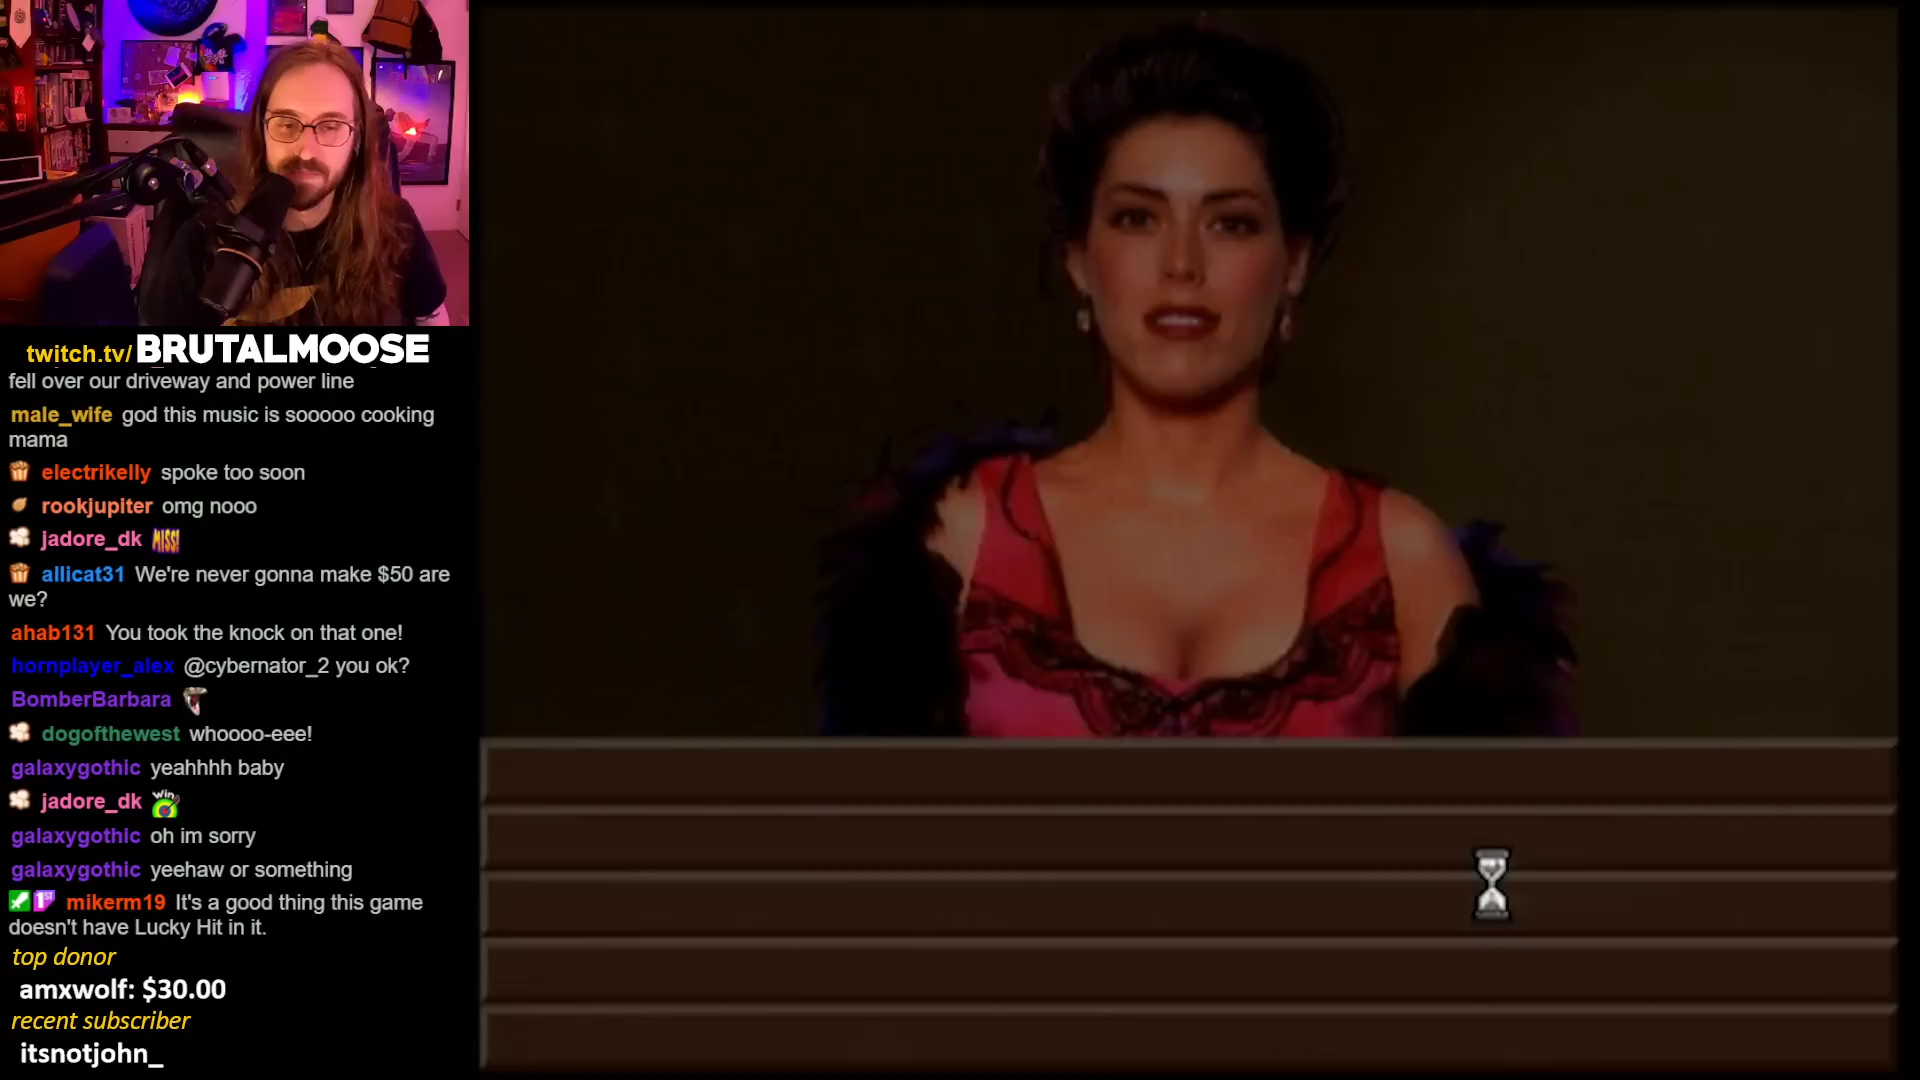 twitch.tv/BRUTALMOOSE
fell over our driveway and power line
male_wife god this music is sooooo cooking
mama
electrikelly spoke too soon
rookjupiter omg nooo
jadore_dk MISS!
allicat31 We're never gonna make $50 are
we?
ahab131 You took the knock on that one!
hornplayer_alex @cybernator_2 you ok?
BomberBarbara
dogofthewest whoooo-eee!
galaxygothic yeahhhh baby
jadore_dk Win
galaxygothic oh im sorry
galaxygothic yeehaw or something
1ST mikerm19 It's a good thing this game
doesn't have Lucky Hit in it.
top donor
amxwolf: $30.00
recent subscriber
itsnotjohn_